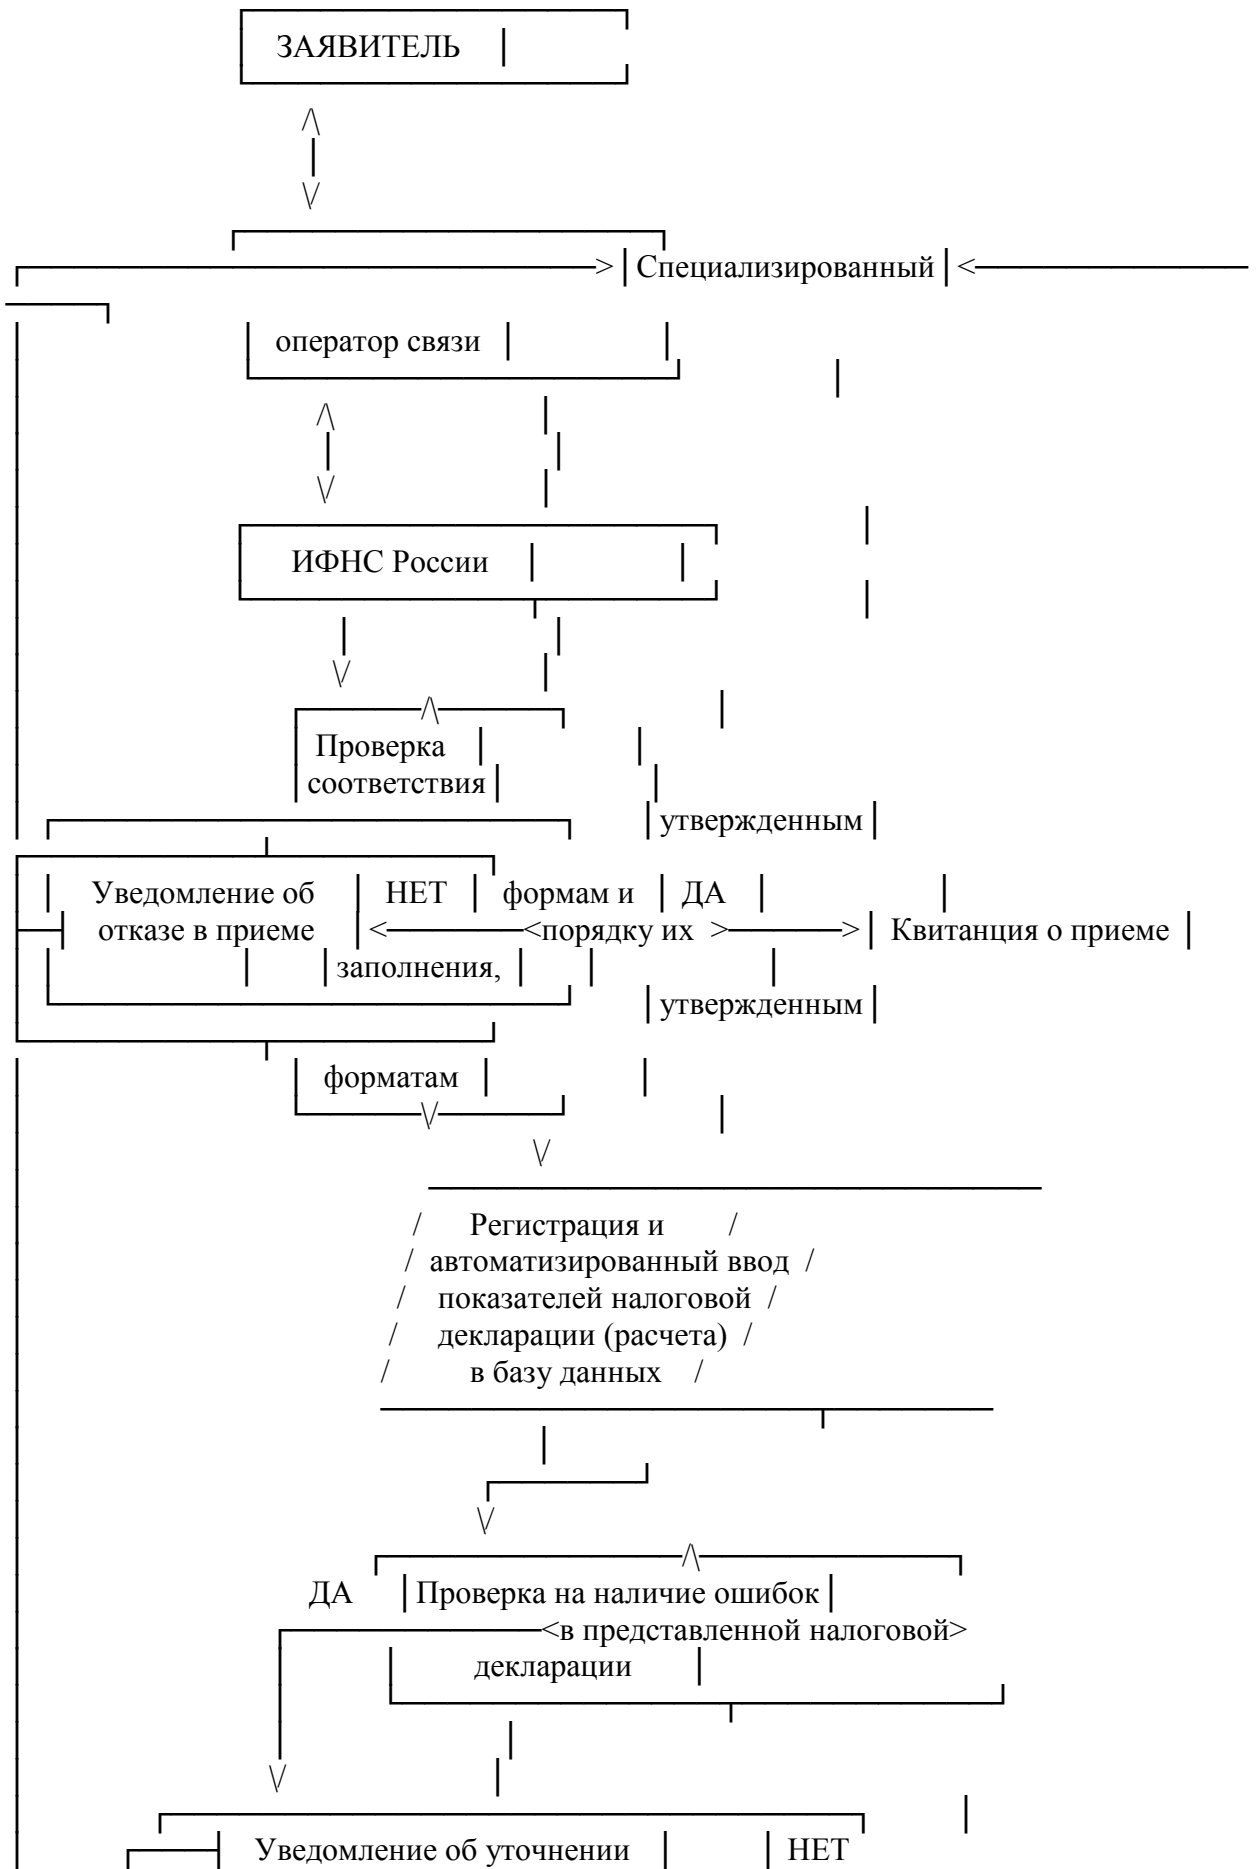 ЗАЯВИТЕЛЬ
Специализированный
оператор связи
ИФНС России
Проверка
соответствия
утвержденным
Уведомление об НЕТ формам и ДА
отказе в приеме <порядку их > Квитанция о приеме
заполнения,
утвержденным
форматам
/ Регистрация и /
/ автоматизированный ввод /
/ показателей налоговой /
/ декларации (расчета) /
/ в базу данных /
ДА Проверка на наличие ошибок
<в представленной налоговой>
декларации
Уведомление об уточнении НЕТ